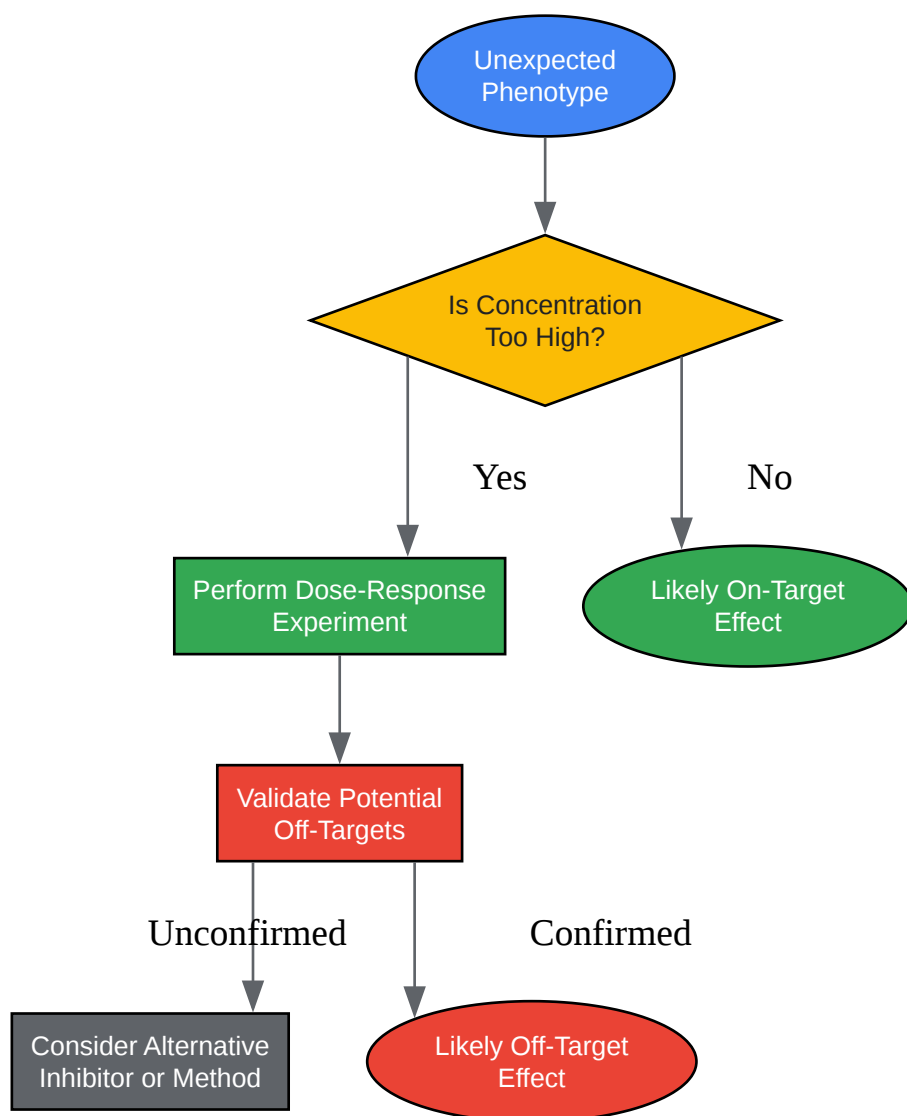 Unexpected
Phenotype
Is Concentration
Too High?
Yes
No
Perform Dose-Response
Experiment
Likely On-Target
Effect
Validate Potential
Off-Targets
Unconfirmed
Confirmed
Consider Alternative
Inhibitor or Method
Likely Off-Target
Effect